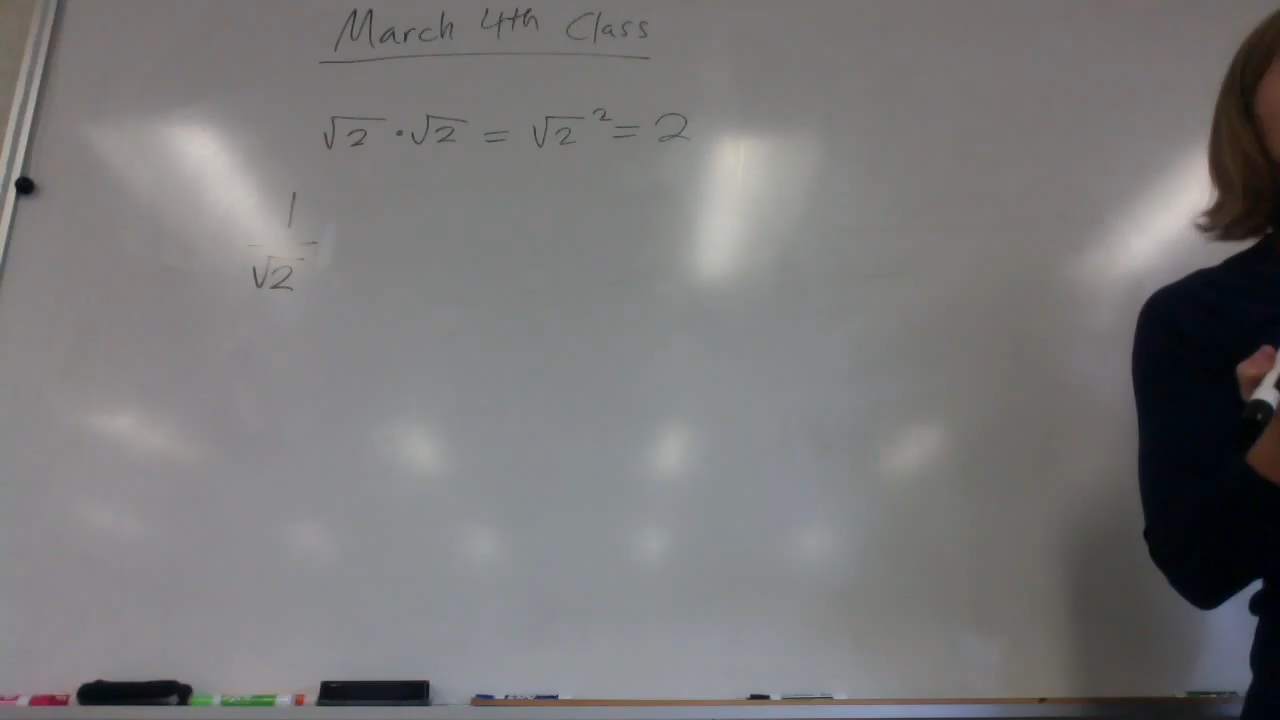 March 4th Class
√2 · √2 = √2² = 2
1
√2